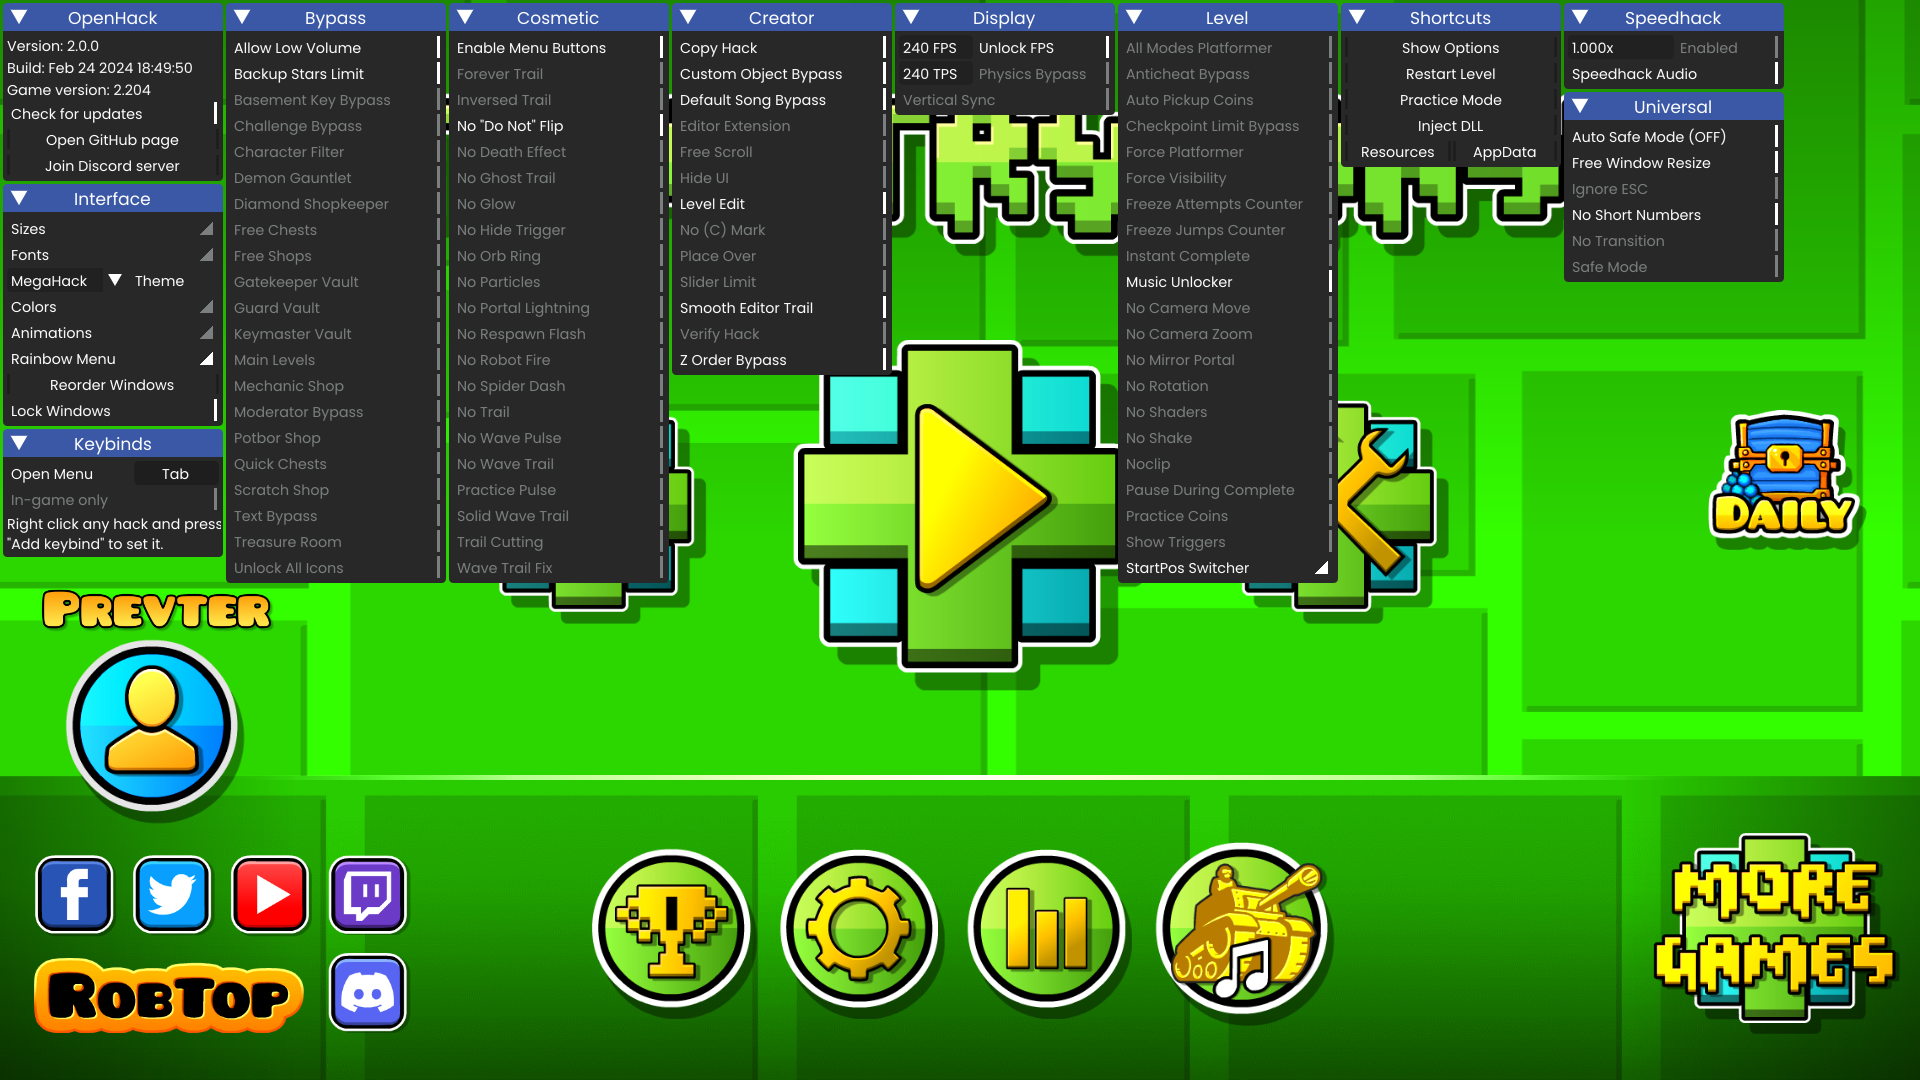 OpenHack
Version: 2.0.0
Build: Feb 24 2024 18:49:50
Game version: 2.204
Check for updates
Open GitHub page
Join Discord server
Interface
Sizes
Fonts
MegaHack Theme
Colors
Animations
Rainbow Menu
Reorder Windows
Lock Windows
Keybinds
Open Menu Tab
In-game only
Right click any hack and press
"Add keybind" to set it.
Bypass
Allow Low Volume
Backup Stars Limit
Basement Key Bypass
Challenge Bypass
Character Filter
Demon Gauntlet
Diamond Shopkeeper
Free Chests
Free Shops
Gatekeeper Vault
Guard Vault
Keymaster Vault
Main Levels
Mechanic Shop
Moderator Bypass
Potbor Shop
Quick Chests
Scratch Shop
Text Bypass
Treasure Room
Unlock All Icons
Cosmetic
Enable Menu Buttons
Forever Trail
Inversed Trail
No "Do Not" Flip
No Death Effect
No Ghost Trail
No Glow
No Hide Trigger
No Orb Ring
No Particles
No Portal Lightning
No Respawn Flash
No Robot Fire
No Spider Dash
No Trail
No Wave Pulse
No Wave Trail
Practice Pulse
Solid Wave Trail
Trail Cutting
Wave Trail Fix
Creator
Copy Hack
Custom Object Bypass
Default Song Bypass
Editor Extension
Free Scroll
Hide UI
Level Edit
No (C) Mark
Place Over
Slider Limit
Smooth Editor Trail
Verify Hack
Z Order Bypass
Display
240 FPS Unlock FPS
240 TPS Physics Bypass
Vertical Sync
Level
All Modes Platformer
Anticheat Bypass
Auto Pickup Coins
Checkpoint Limit Bypass
Force Platformer
Force Visibility
Freeze Attempts Counter
Freeze Jumps Counter
Instant Complete
Music Unlocker
No Camera Move
No Camera Zoom
No Mirror Portal
No Rotation
No Shaders
No Shake
Noclip
Pause During Complete
Practice Coins
Show Triggers
StartPos Switcher
Shortcuts
Show Options
Restart Level
Practice Mode
Inject DLL
Resources AppData
Speedhack
1.000x Enabled
Speedhack Audio
Universal
Auto Safe Mode (OFF)
Free Window Resize
Ignore ESC
No Short Numbers
No Transition
Safe Mode
DAILY
PREVTER
ROBTOP
MORE
GAMES